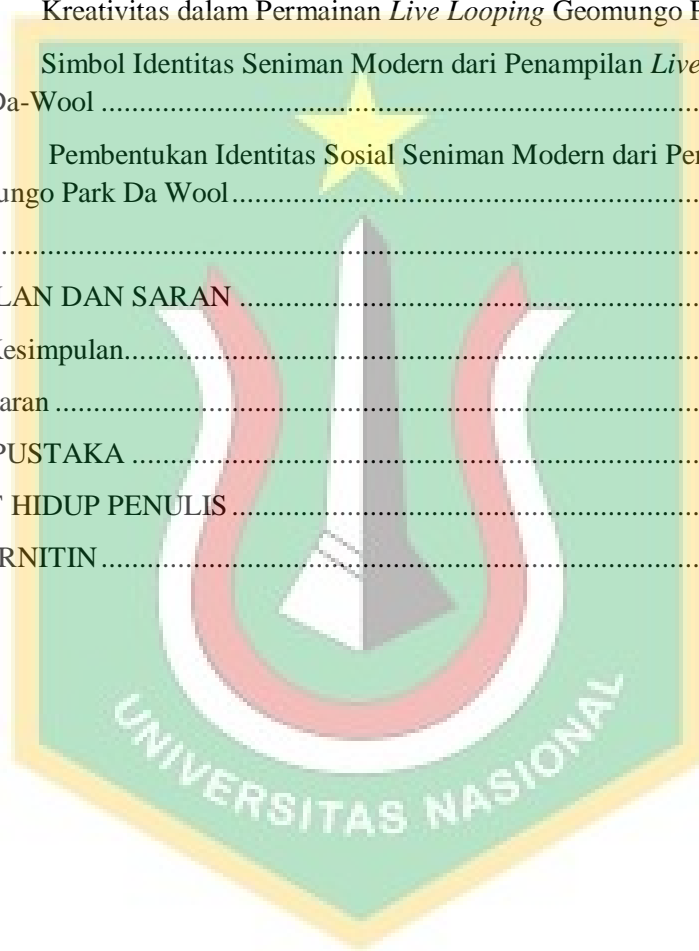 Kreativitas dalam Permainan Live Looping Geomungo
Simbol Identitas Seniman Modern dari Penampilan Live
Da-Wool ........................................................................
Pembentukan Identitas Sosial Seniman Modern dari
ungo Park Da Wool ........................................................
........................................................................
LAN DAN SARAN ........................................................
Kesimpulan........................................................................
aran ........................................................................
PUSTAKA ........................................................................
HIDUP PENULIS ........................................................
RNITIN ........................................................................
UNIVERSITAS NASIONAL